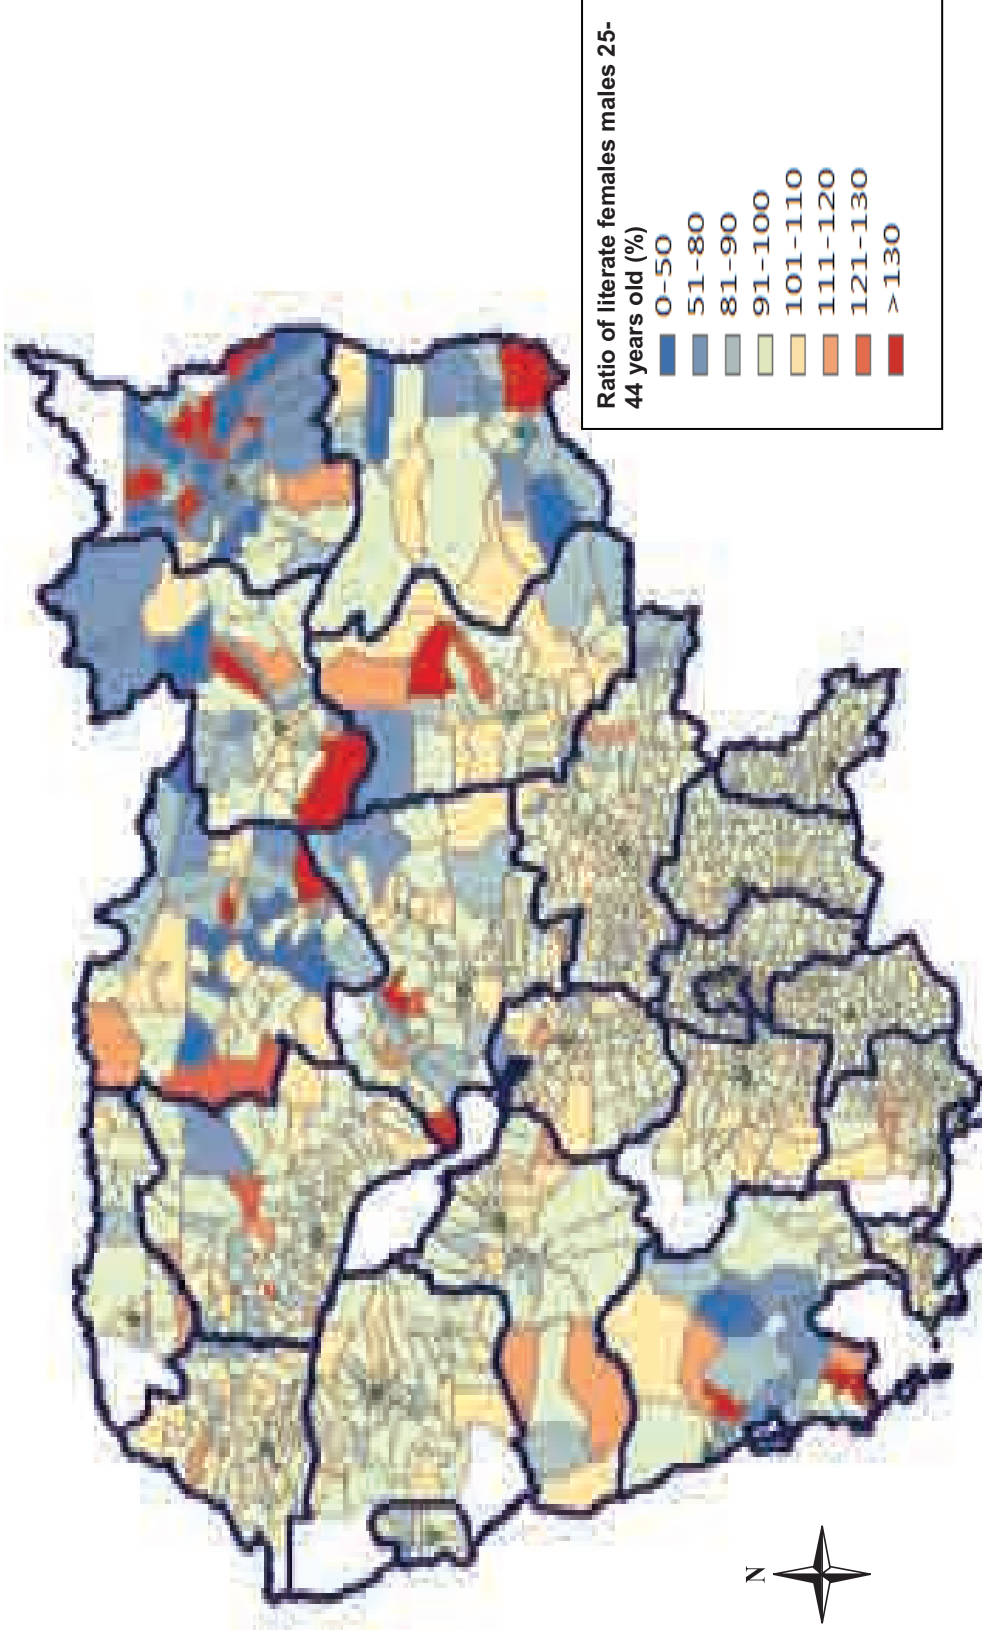 Ratio of literate females males 25-
44 years old (%)
0-50
51-80
81-90
91-100
101-110
111-120
121-130
>130
N